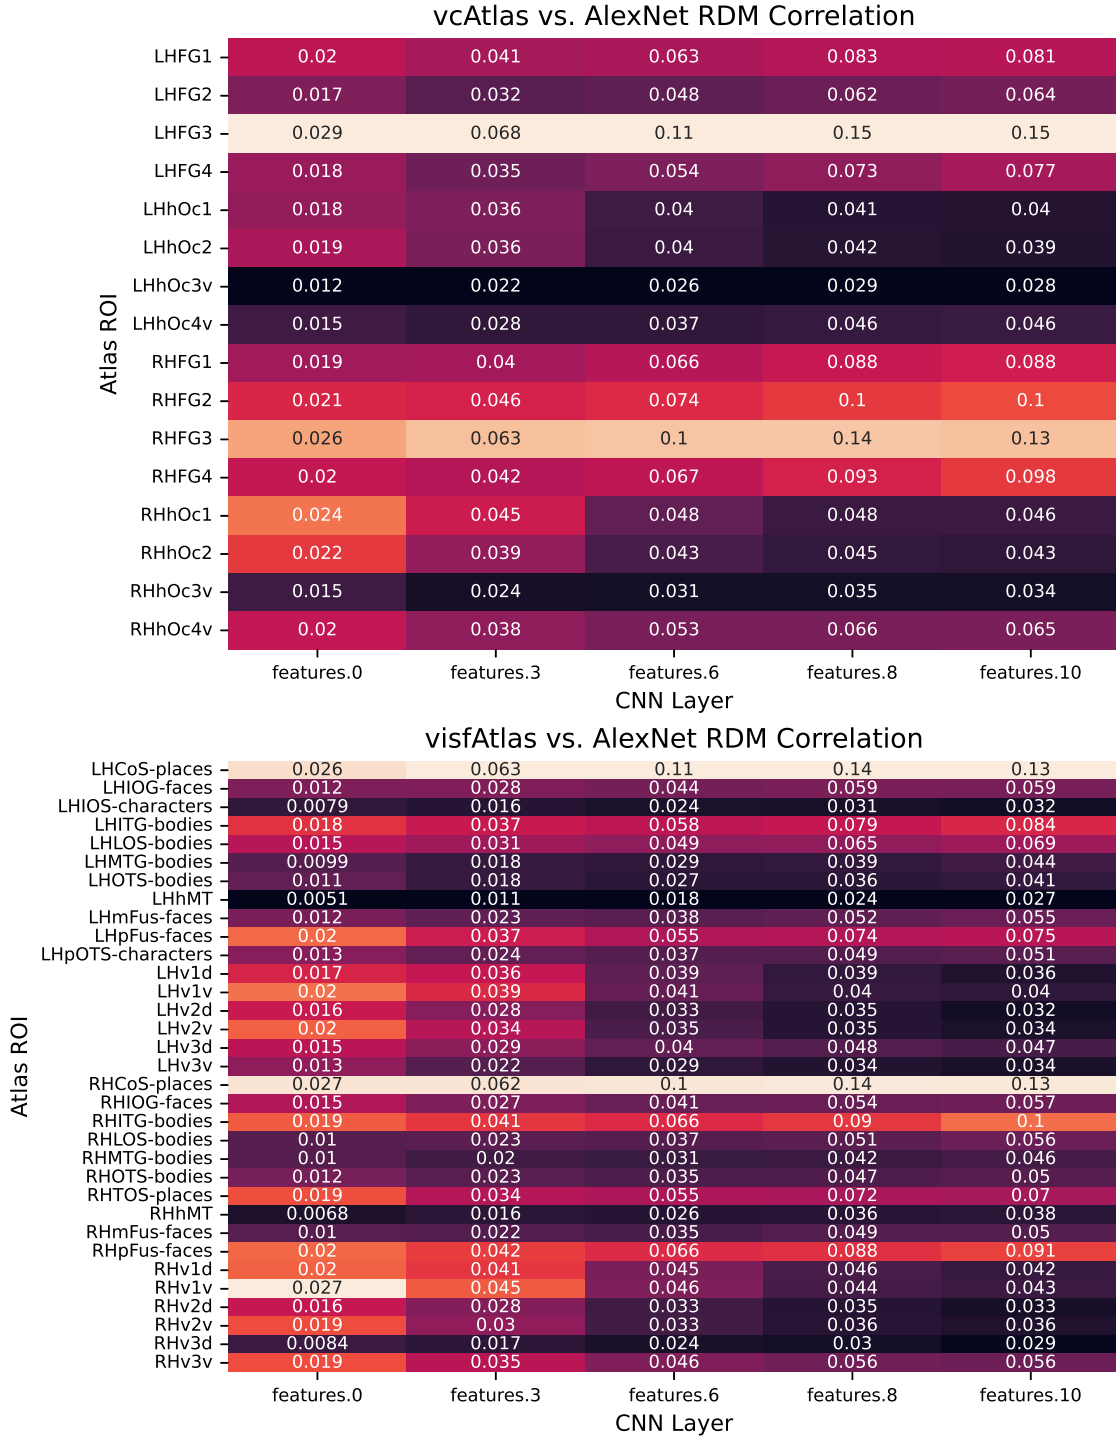 vcAtlas vs. AlexNet RDM Correlation
Atlas ROI
LHFG1 0.02 0.041 0.063 0.083 0.081
LHFG2 0.017 0.032 0.048 0.062 0.064
LHFG3 0.029 0.068 0.11 0.15 0.15
LHFG4 0.018 0.035 0.054 0.073 0.077
LHhOc1 0.018 0.036 0.04 0.041 0.04
LHhOc2 0.019 0.036 0.04 0.042 0.039
LHhOc3v 0.012 0.022 0.026 0.029 0.028
LHhOc4v 0.015 0.028 0.037 0.046 0.046
RHFG1 0.019 0.04 0.066 0.088 0.088
RHFG2 0.021 0.046 0.074 0.1 0.1
RHFG3 0.026 0.063 0.1 0.14 0.13
RHFG4 0.02 0.042 0.067 0.093 0.098
RHhOc1 0.024 0.045 0.048 0.048 0.046
RHhOc2 0.022 0.039 0.043 0.045 0.043
RHhOc3v 0.015 0.024 0.031 0.035 0.034
RHhOc4v 0.02 0.038 0.053 0.066 0.065
features.0 features.3 features.6 features.8 features.10
CNN Layer
visfAtlas vs. AlexNet RDM Correlation
Atlas ROI
LHCoS-places 0.026 0.063 0.11 0.14 0.13
LHIOG-faces 0.012 0.028 0.044 0.059 0.059
LHIOS-characters 0.0079 0.016 0.024 0.031 0.032
LHITG-bodies 0.018 0.037 0.058 0.079 0.084
LHLOS-bodies 0.015 0.031 0.049 0.065 0.069
LHMTG-bodies 0.0099 0.018 0.029 0.039 0.044
LHOTS-bodies 0.011 0.018 0.027 0.036 0.041
LHhMT 0.0051 0.011 0.018 0.024 0.027
LHmFus-faces 0.012 0.023 0.038 0.052 0.055
LHpFus-faces 0.02 0.037 0.055 0.074 0.075
LHpOTS-characters 0.013 0.024 0.037 0.049 0.051
LHv1d 0.017 0.036 0.039 0.039 0.036
LHv1v 0.02 0.039 0.041 0.04 0.04
LHv2d 0.016 0.028 0.033 0.035 0.032
LHv2v 0.02 0.034 0.035 0.035 0.034
LHv3d 0.015 0.029 0.04 0.048 0.047
LHv3v 0.013 0.022 0.029 0.034 0.034
RHCoS-places 0.027 0.062 0.1 0.14 0.13
RHIOG-faces 0.015 0.027 0.041 0.054 0.057
RHITG-bodies 0.019 0.041 0.066 0.09 0.1
RHLOS-bodies 0.01 0.023 0.037 0.051 0.056
RHMTG-bodies 0.01 0.02 0.031 0.042 0.046
RHOTS-bodies 0.012 0.023 0.035 0.047 0.05
RHTOS-places 0.019 0.034 0.055 0.072 0.07
RHhMT 0.0068 0.016 0.026 0.036 0.038
RHmFus-faces 0.01 0.022 0.035 0.049 0.05
RHpFus-faces 0.02 0.042 0.066 0.088 0.091
RHv1d 0.02 0.041 0.045 0.046 0.042
RHv1v 0.027 0.045 0.046 0.044 0.043
RHv2d 0.016 0.028 0.033 0.035 0.033
RHv2v 0.019 0.03 0.033 0.036 0.036
RHv3d 0.0084 0.017 0.024 0.03 0.029
RHv3v 0.019 0.035 0.046 0.056 0.056
features.0 features.3 features.6 features.8 features.10
CNN Layer